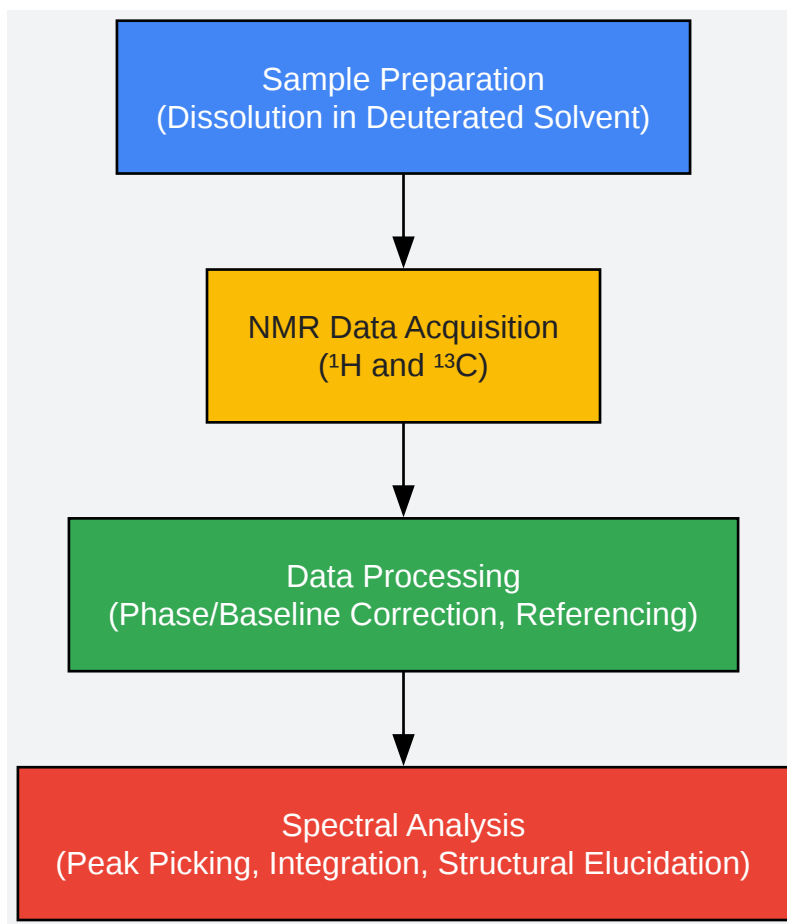 Sample Preparation
(Dissolution in Deuterated Solvent)
NMR Data Acquisition
(¹H and ¹³C)
Data Processing
(Phase/Baseline Correction, Referencing)
Spectral Analysis
(Peak Picking, Integration, Structural Elucidation)